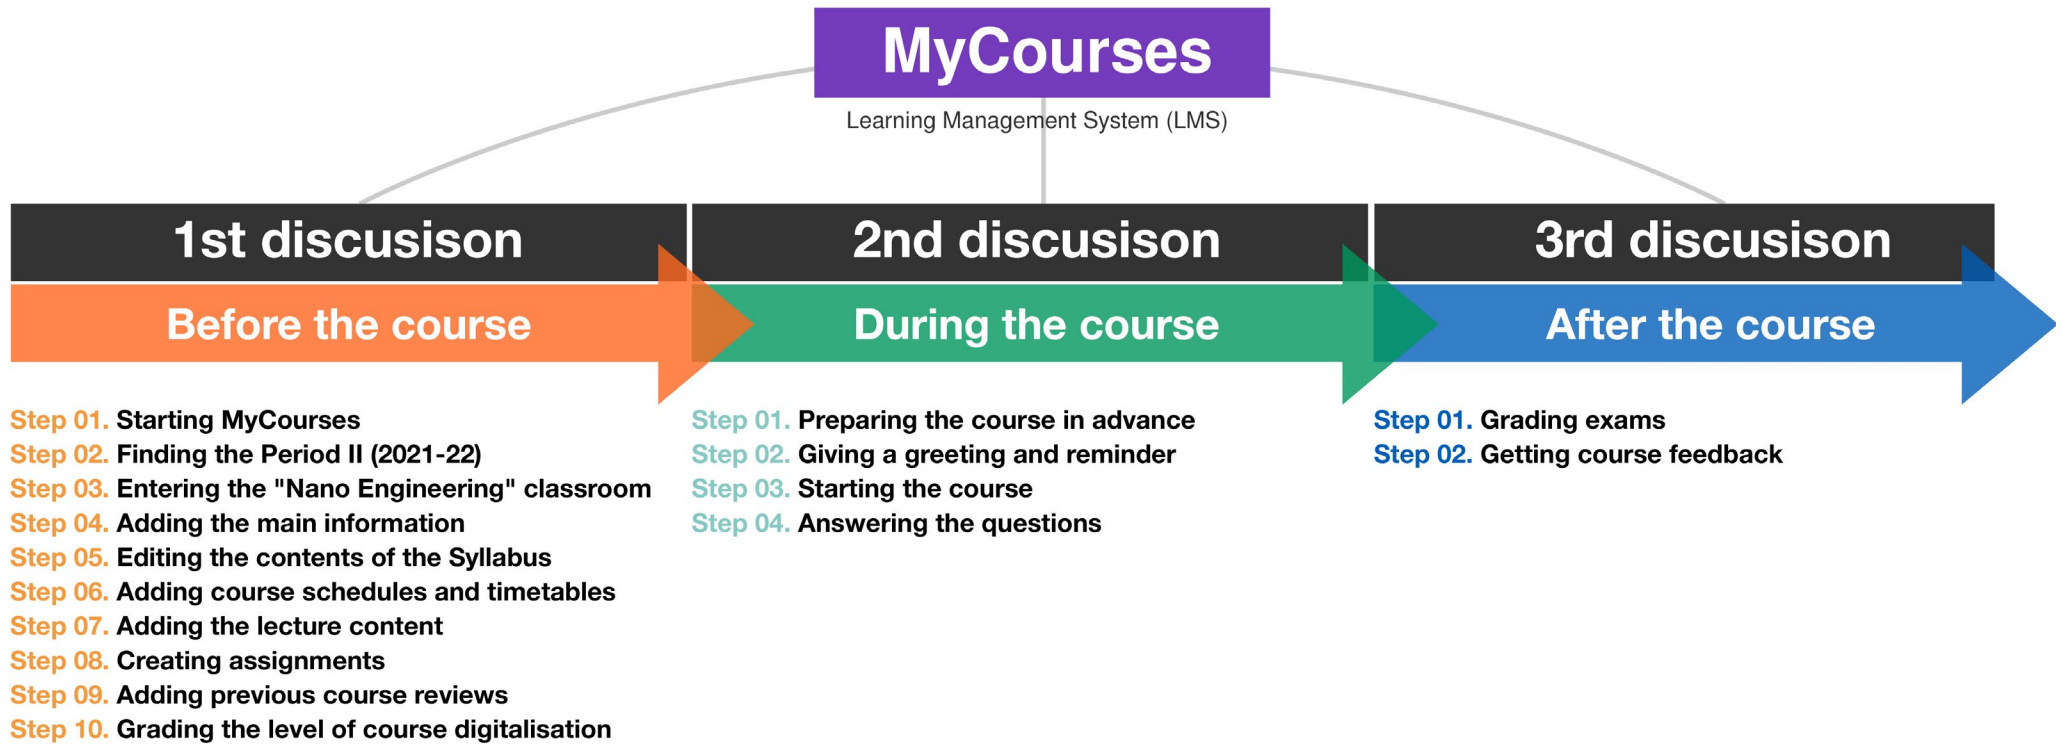 MyCourses
Learning Management System (LMS)
1st discusison
2nd discusison
3rd discusison
Before the course
During the course
After the course
Step 01. Starting MyCourses
Step 02. Finding the Period II (2021-22)
Step 03. Entering the "Nano Engineering" classroom
Step 04. Adding the main information
Step 05. Editing the contents of the Syllabus
Step 06. Adding course schedules and timetables
Step 07. Adding the lecture content
Step 08. Creating assignments
Step 09. Adding previous course reviews
Step 10. Grading the level of course digitalisation
Step 01. Preparing the course in advance
Step 02. Giving a greeting and reminder
Step 03. Starting the course
Step 04. Answering the questions
Step 01. Grading exams
Step 02. Getting course feedback